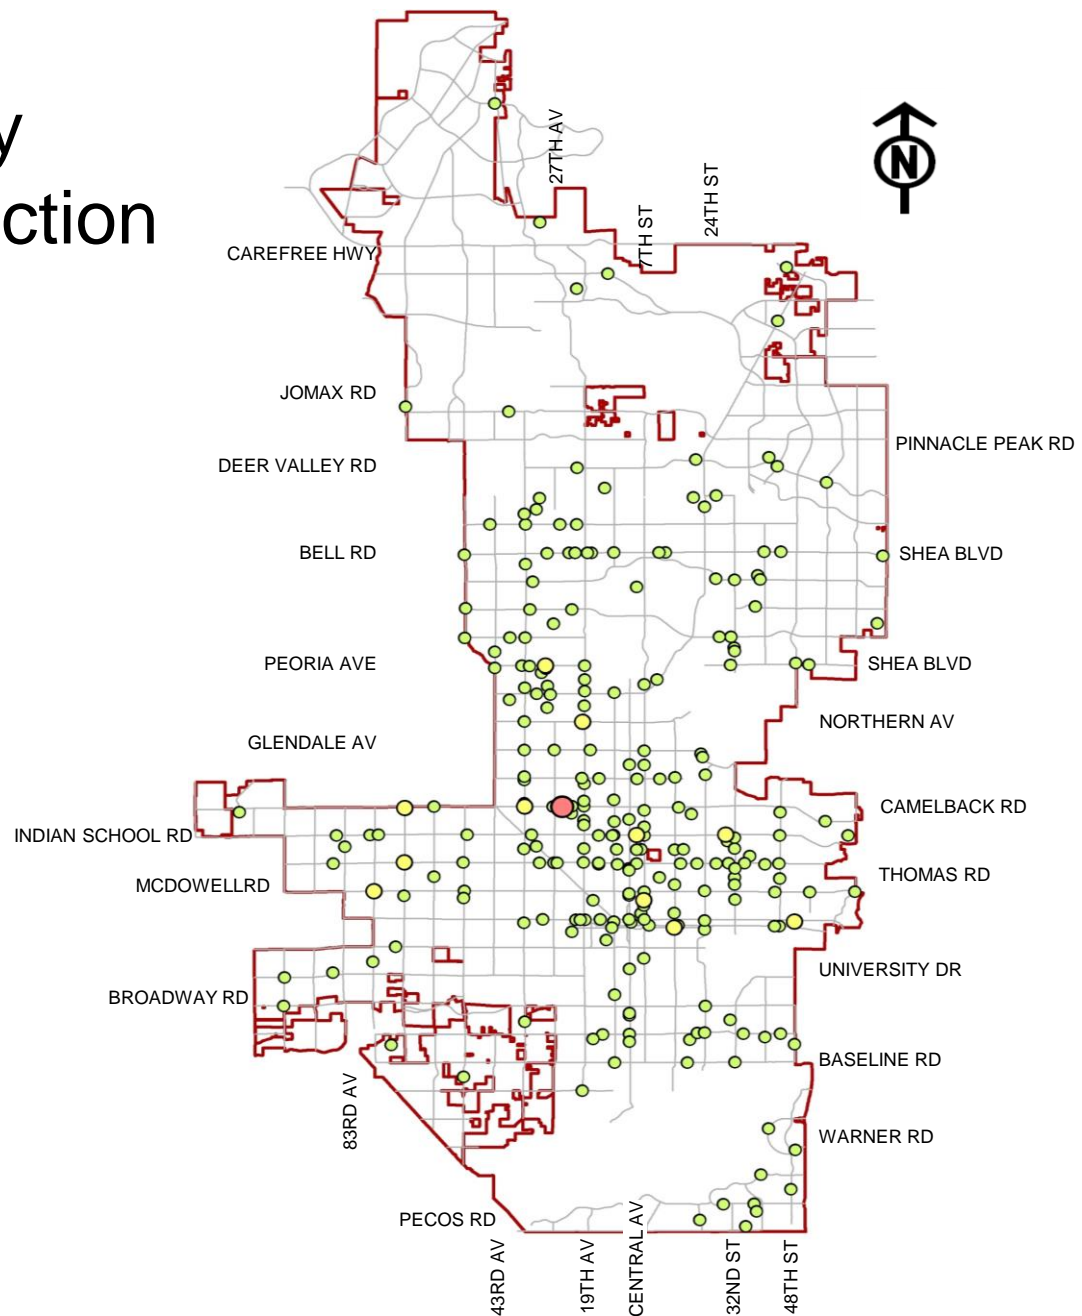 y
ction
N
27TH AV
7TH ST
24TH ST
CAREFREE HWY
JOMAX RD
PINNACLE PEAK RD
DEER VALLEY RD
BELL RD
SHEA BLVD
PEORIA AVE
SHEA BLVD
NORTHERN AV
GLENDALE AV
CAMELBACK RD
INDIAN SCHOOL RD
THOMAS RD
MCDOWELLRD
UNIVERSITY DR
BROADWAY RD
BASELINE RD
83RD AV
WARNER RD
PECOS RD
43RD AV
19TH AV
CENTRAL AV
32ND ST
48TH ST